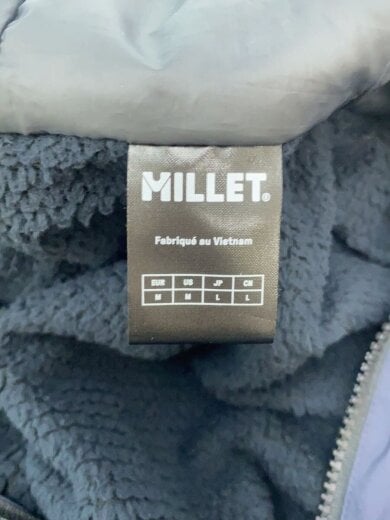 MILLET®
Fabriqué au Vietnam
EUR US JP CN
M M L L